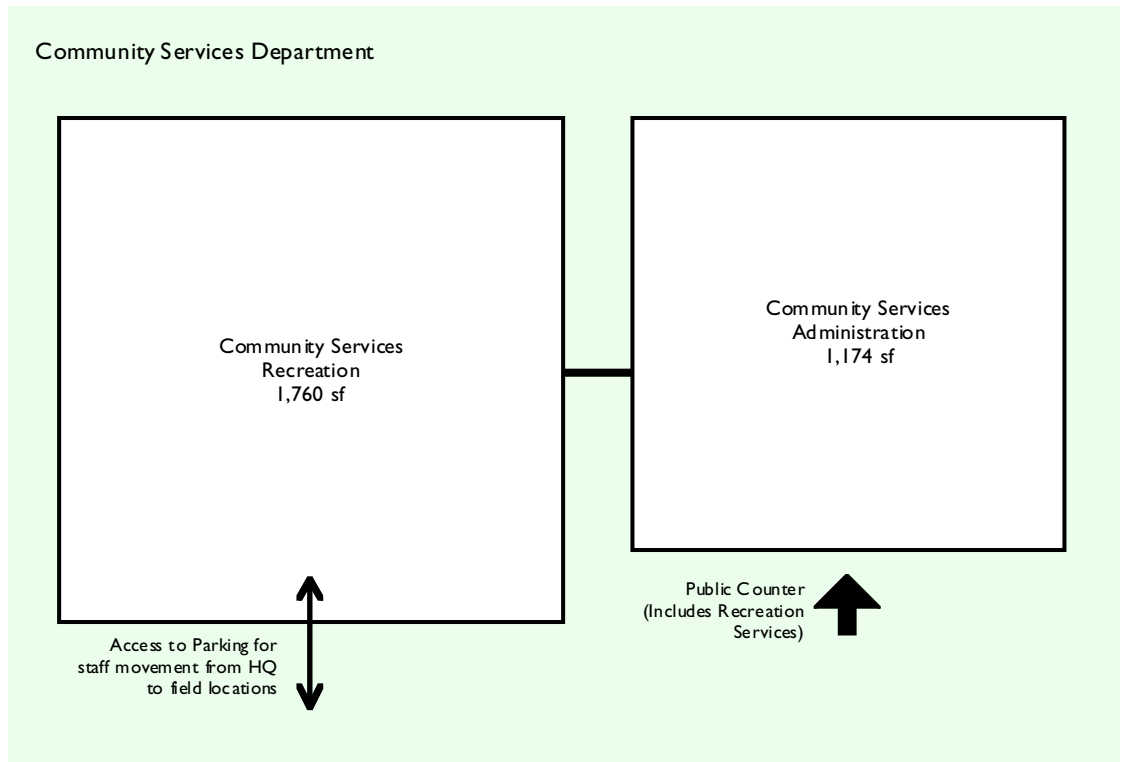 Community Services Department
Community Services
Recreation
1,760 sf
Community Services
Administration
1,174 sf
Access to Parking for
staff movement from HQ
to field locations
Public Counter
(Includes Recreation
Services)